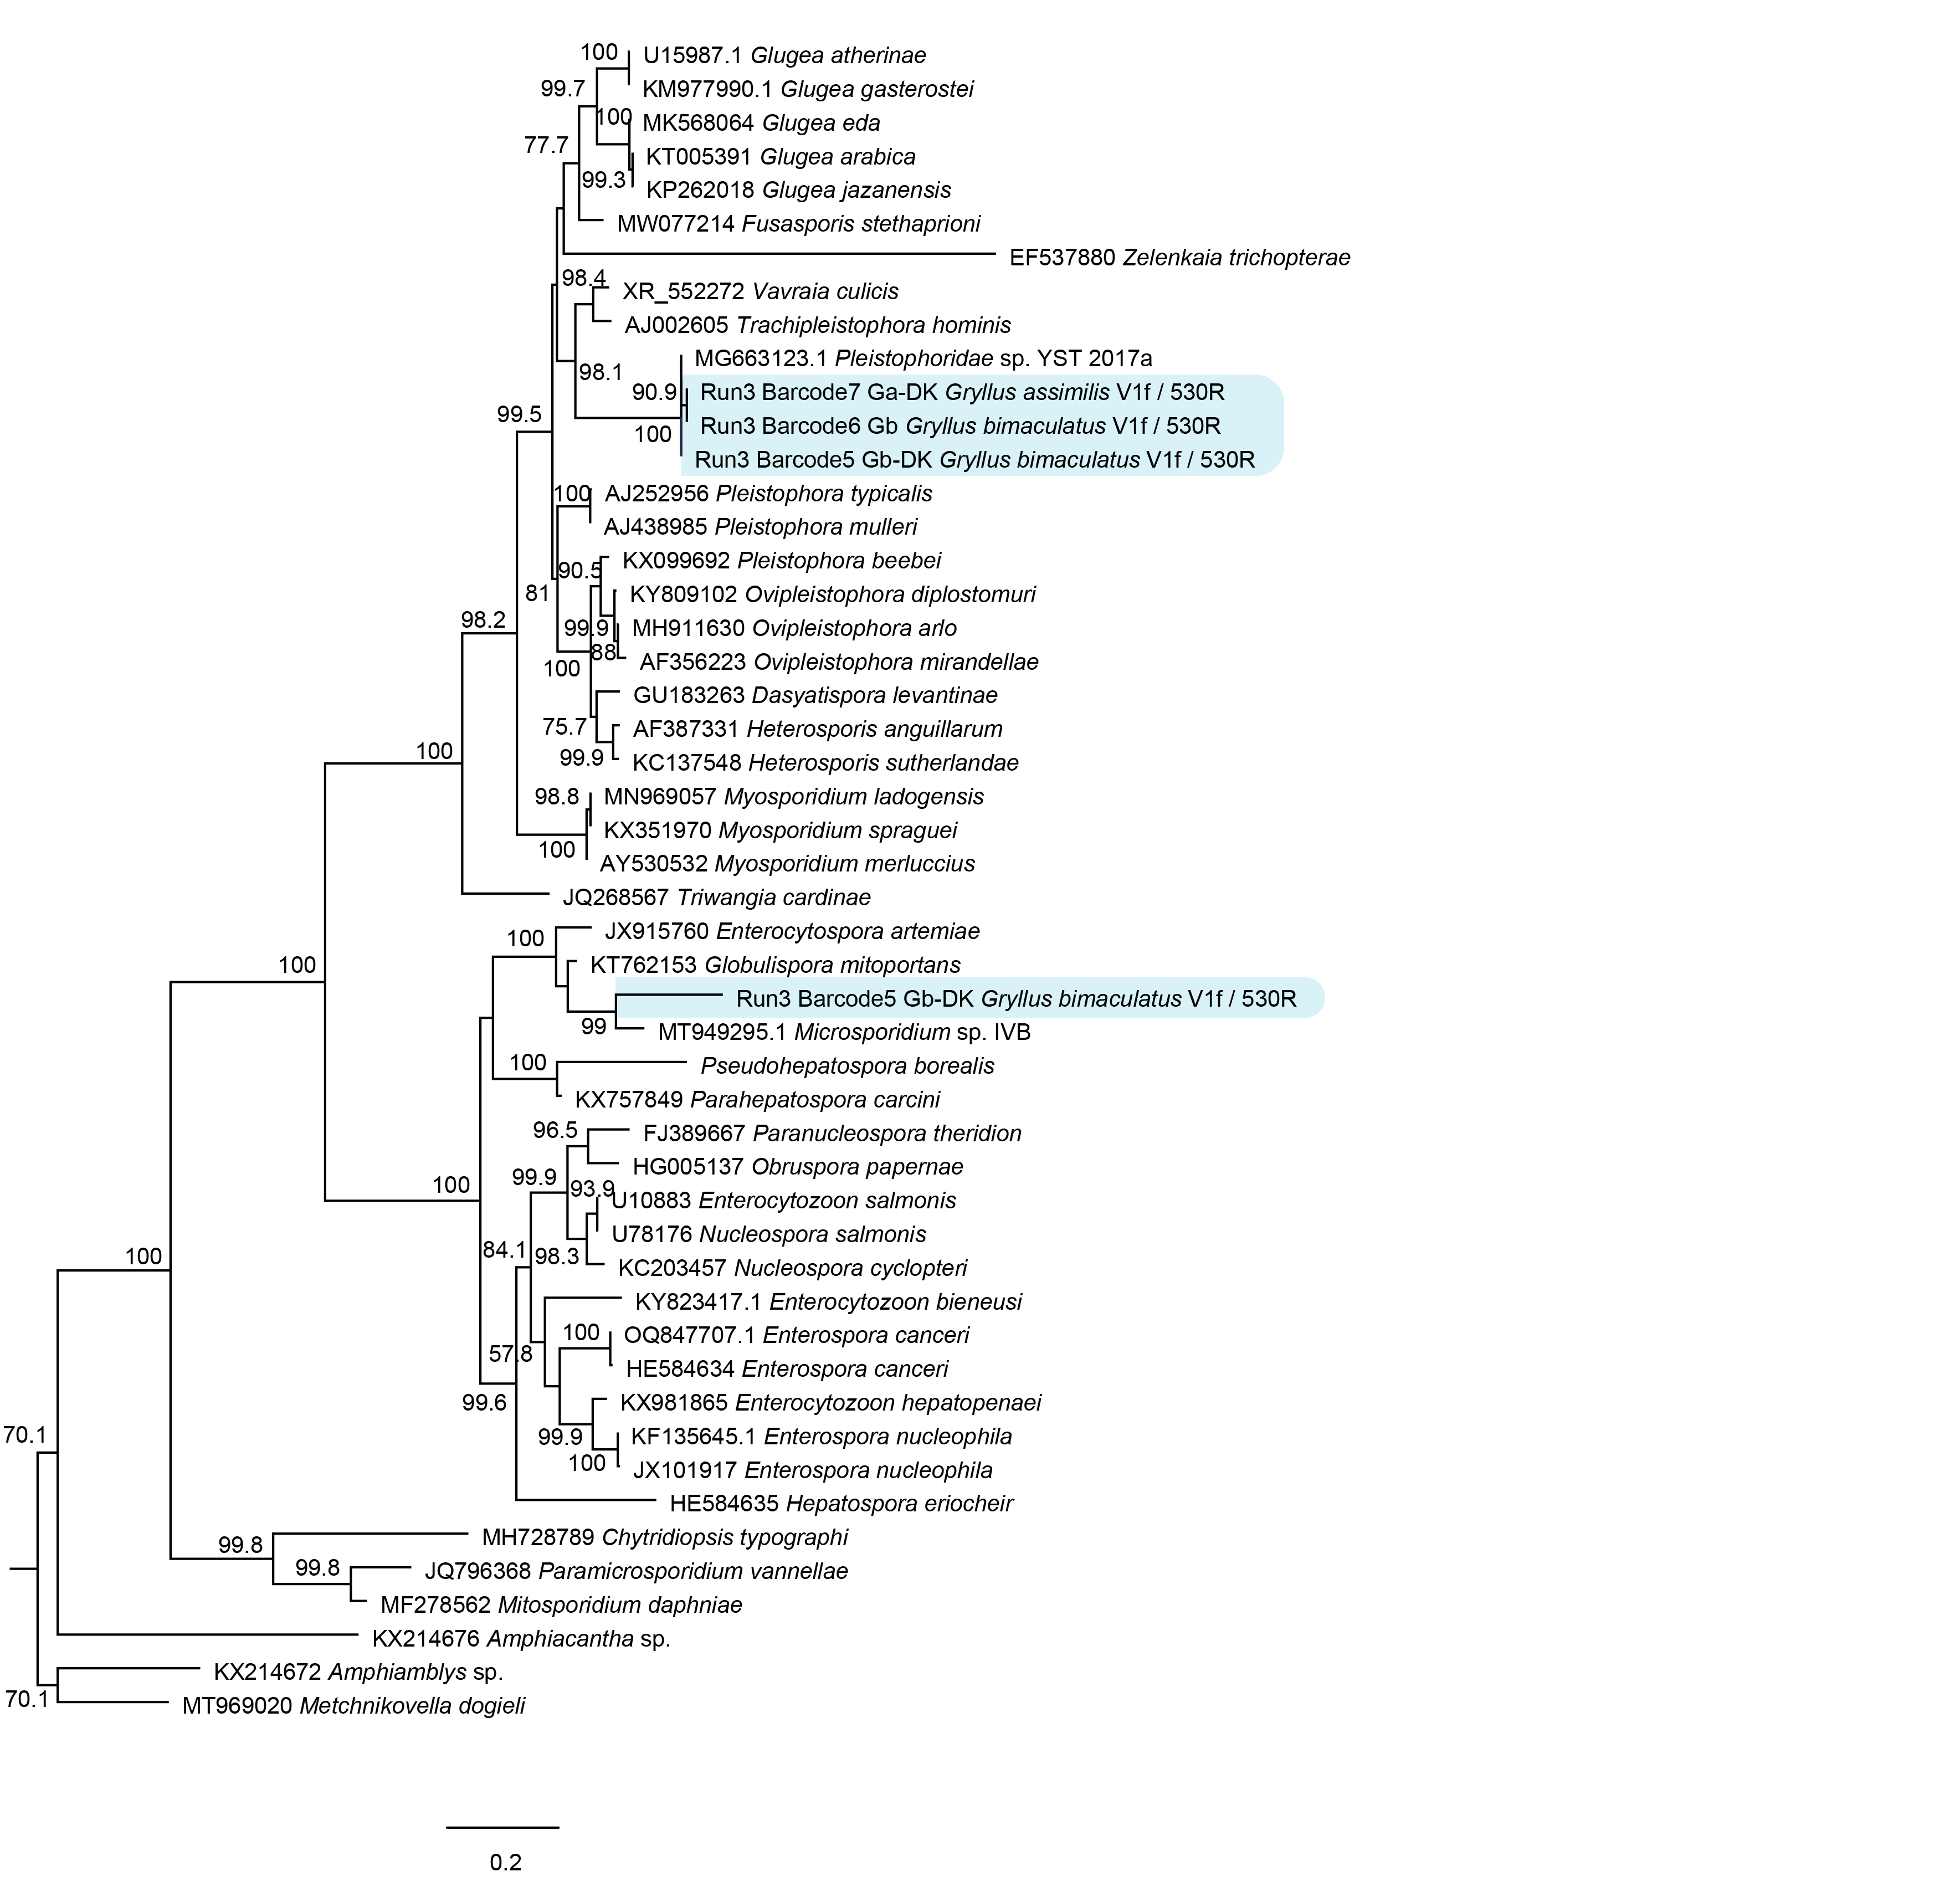 100
U15987.1 Glugea atherinae
99.7
KM977990.1 Glugea gasterostei
100
MK568064 Glugea eda
77.7
KT005391 Glugea arabica
99.3
KP262018 Glugea jazanensis
MW077214 Fusasporis stethaprioni
EF537880 Zelenkaia trichopterae
98.4
XR_552272 Vavraia culicis
AJ002605 Trachipleistophora hominis
MG663123.1 Pleistophoridae sp. YST 2017a
98.1
90.9
Run3 Barcode7 Ga-DK Gryllus assimilis V1f / 530R
99.5
Run3 Barcode6 Gb Gryllus bimaculatus V1f / 530R
100
Run3 Barcode5 Gb-DK Gryllus bimaculatus V1f / 530R
100
AJ252956 Pleistophora typicalis
AJ438985 Pleistophora mulleri
KX099692 Pleistophora beebei
90.5
81
KY809102 Ovipleistophora diplostomuri
98.2
99.9
MH911630 Ovipleistophora arlo
88
AF356223 Ovipleistophora mirandellae
100
GU183263 Dasyatispora levantinae
75.7
AF387331 Heterosporis anguillarum
100
99.9
KC137548 Heterosporis sutherlandae
98.8
MN969057 Myosporidium ladogensis
KX351970 Myosporidium spraguei
100
AY530532 Myosporidium merluccius
JQ268567 Triwangia cardinae
100
JX915760 Enterocytospora artemiae
100
KT762153 Globulispora mitoportans
Run3 Barcode5 Gb-DK Gryllus bimaculatus V1f / 530R
99
MT949295.1 Microsporidium sp. IVB
100
Pseudohepatospora borealis
KX757849 Parahepatospora carcini
96.5
FJ389667 Paranucleospora theridion
HG005137 Obruspora papernae
99.9
100
93.9
U10883 Enterocytozoon salmonis
U78176 Nucleospora salmonis
100
84.1
98.3
KC203457 Nucleospora cyclopteri
KY823417.1 Enterocytozoon bieneusi
100
OQ847707.1 Enterospora canceri
57.8
HE584634 Enterospora canceri
99.6
KX981865 Enterocytozoon hepatopenaei
70.1
99.9
KF135645.1 Enterospora nucleophila
100
JX101917 Enterospora nucleophila
HE584635 Hepatospora eriocheir
99.8
MH728789 Chytridiopsis typographi
99.8
JQ796368 Paramicrosporidium vannellae
MF278562 Mitosporidium daphniae
KX214676 Amphiacantha sp.
KX214672 Amphiamblys sp.
70.1
MT969020 Metchnikovella dogieli
0.2